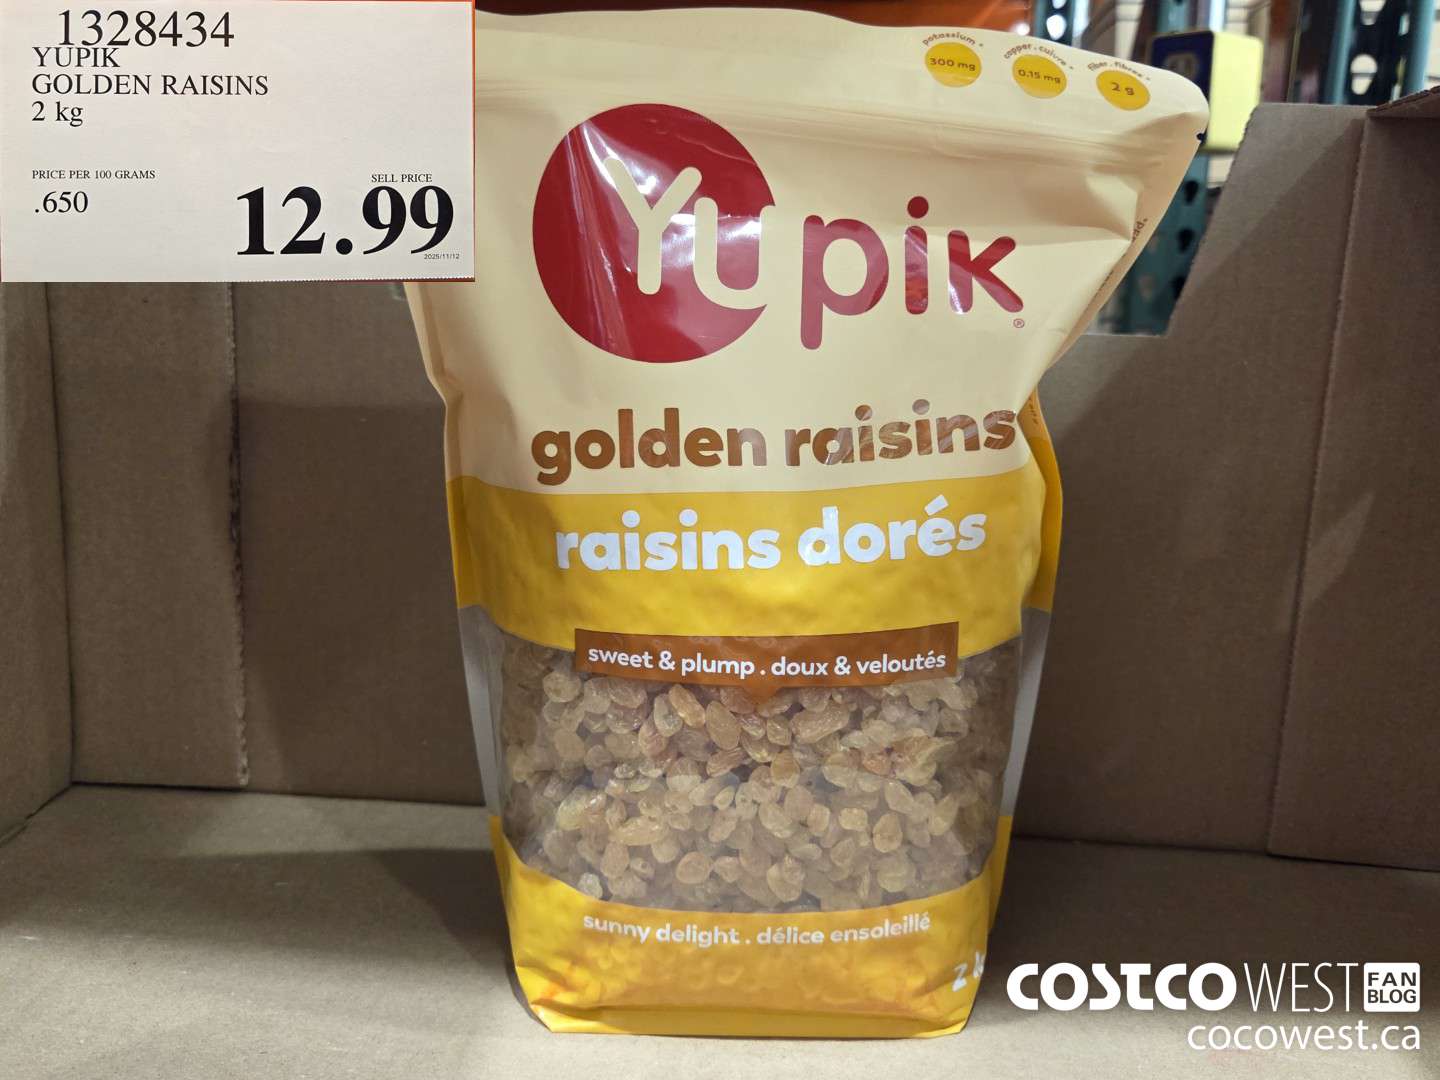 1328434
YUPIK
GOLDEN RAISINS
2 kg
PRICE PER 100 GRAMS
.650
SELL PRICE
12.99
2025/11/12
potassium
300 mg
copper . cuivre
0.15 mg
fiber . fibres
2 g
Yupik®
golden raisins
raisins dorés
sweet & plump . doux & veloutés
sunny delight . délice ensoleillé
COSTCO WEST FAN BLOG
cocowest.ca